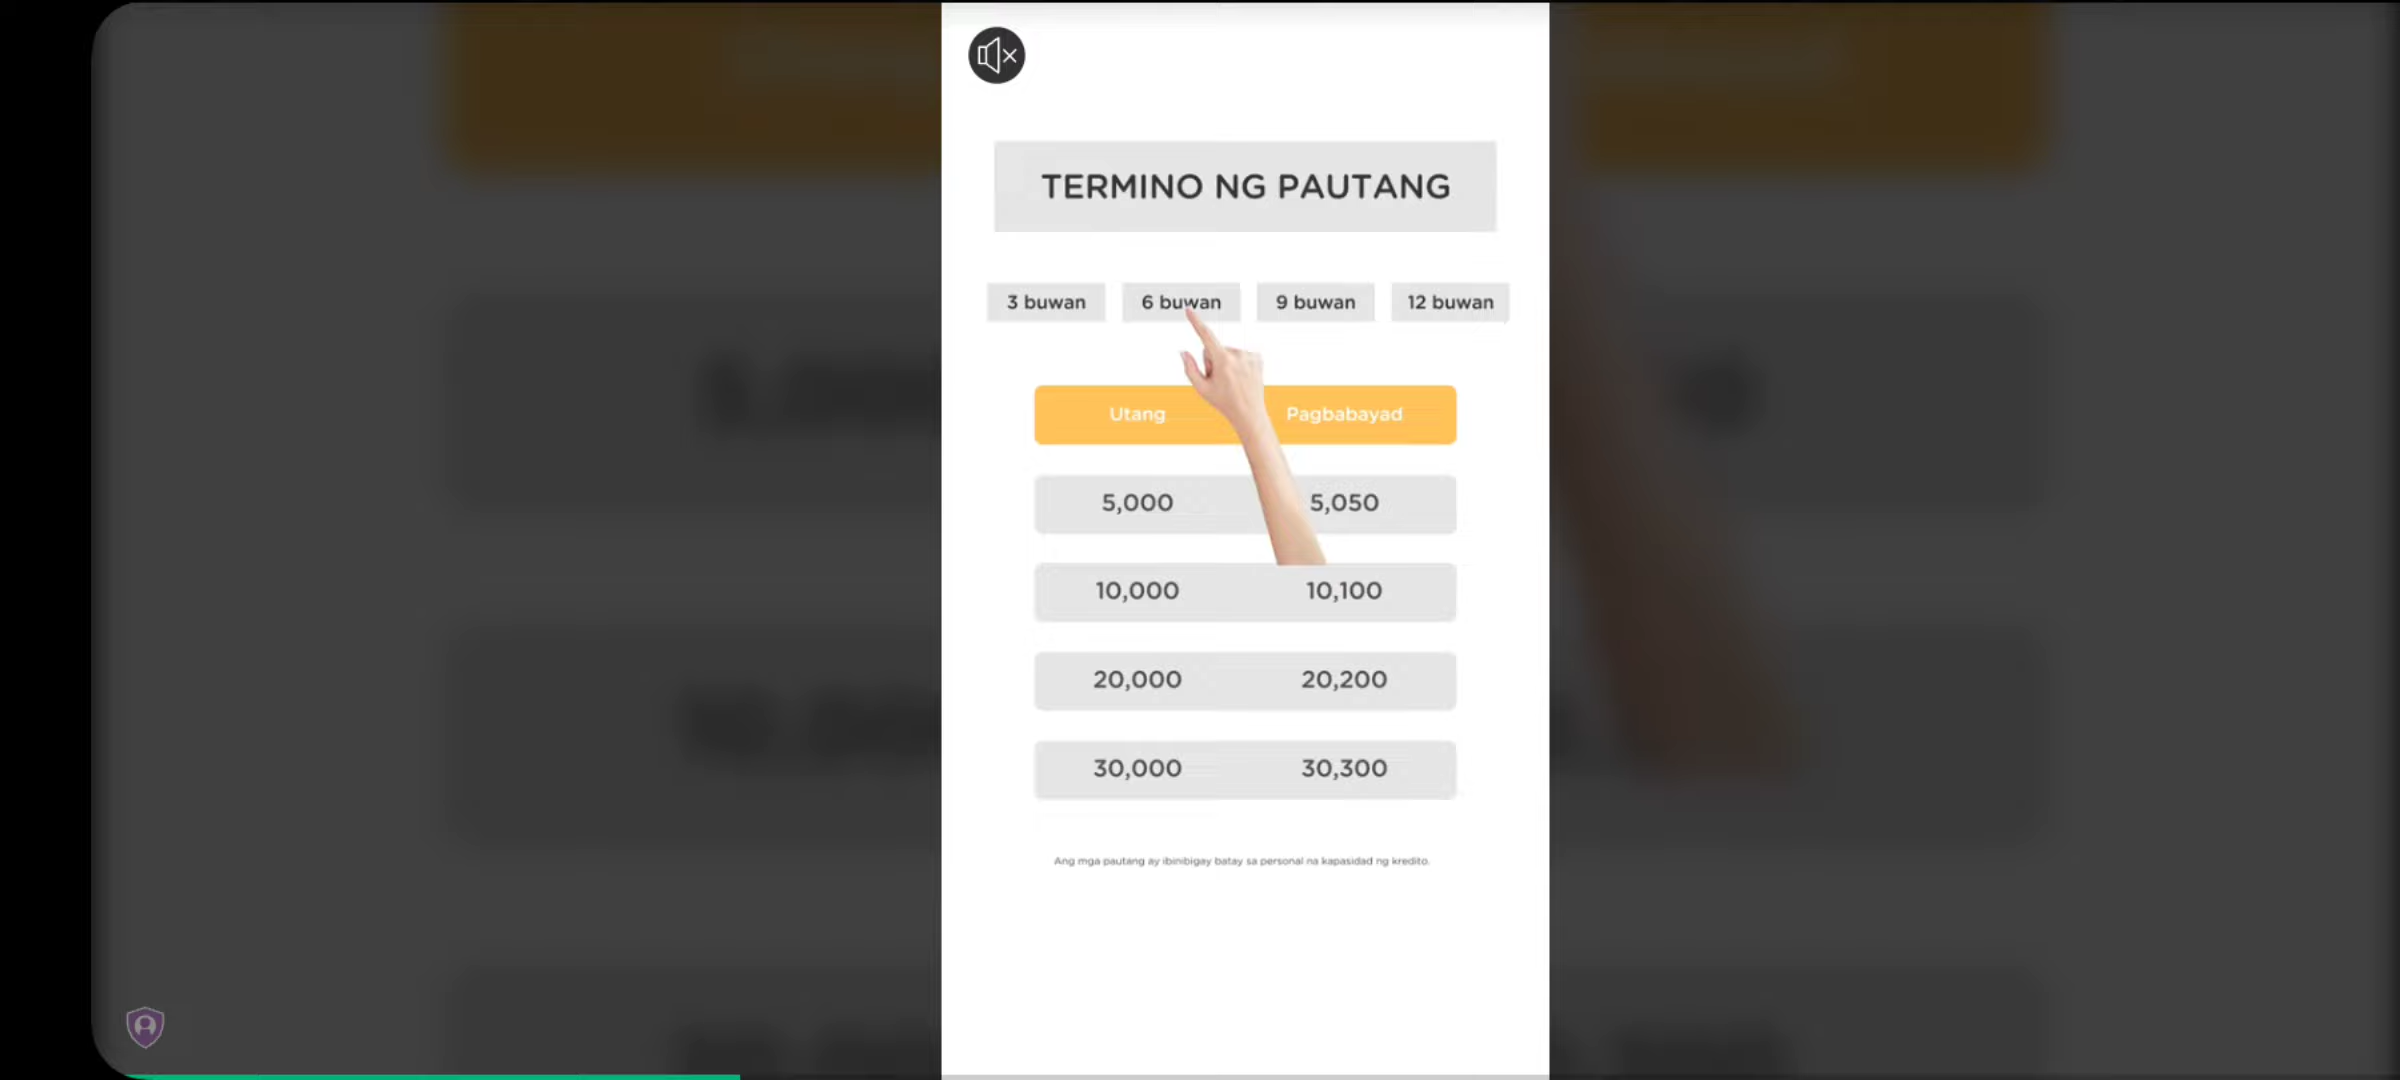 TERMINO NG PAUTANG
3 buwan 6 buwan 9 buwan 12 buwan
Utang Pagbabayad
5,000 5,050
10,000 10,100
20,000 20,200
30,000 30,300
Ang mga pautang ay ibinibigay batay sa personal na kapasidad ng kredito.